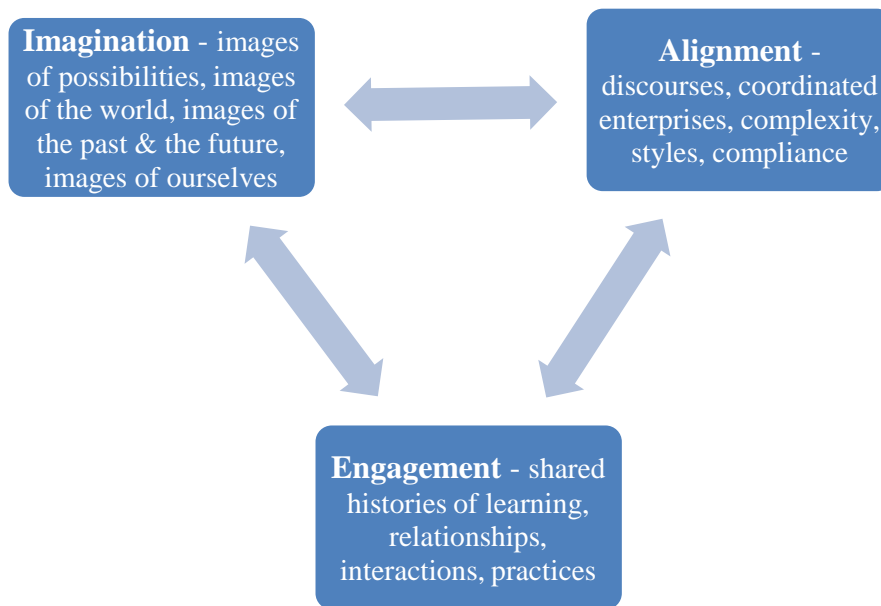 Imagination - images
of possibilities, images
of the world, images of
the past & the future,
images of ourselves
Alignment -
discourses, coordinated
enterprises, complexity,
styles, compliance
Engagement - shared
histories of learning,
relationships,
interactions, practices